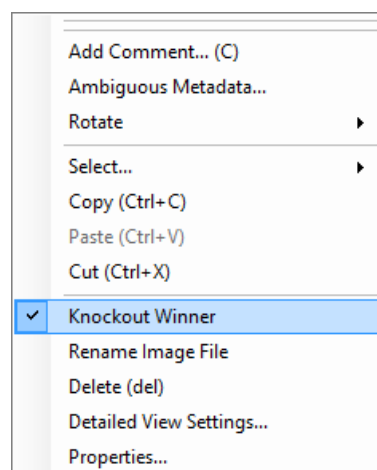 Add Comment... (C)
Ambiguous Metadata...
Rotate
Select...
Copy (Ctrl+C)
Paste (Ctrl+V)
Cut (Ctrl+X)
Knockout Winner
Rename Image File
Delete (del)
Detailed View Settings...
Properties...